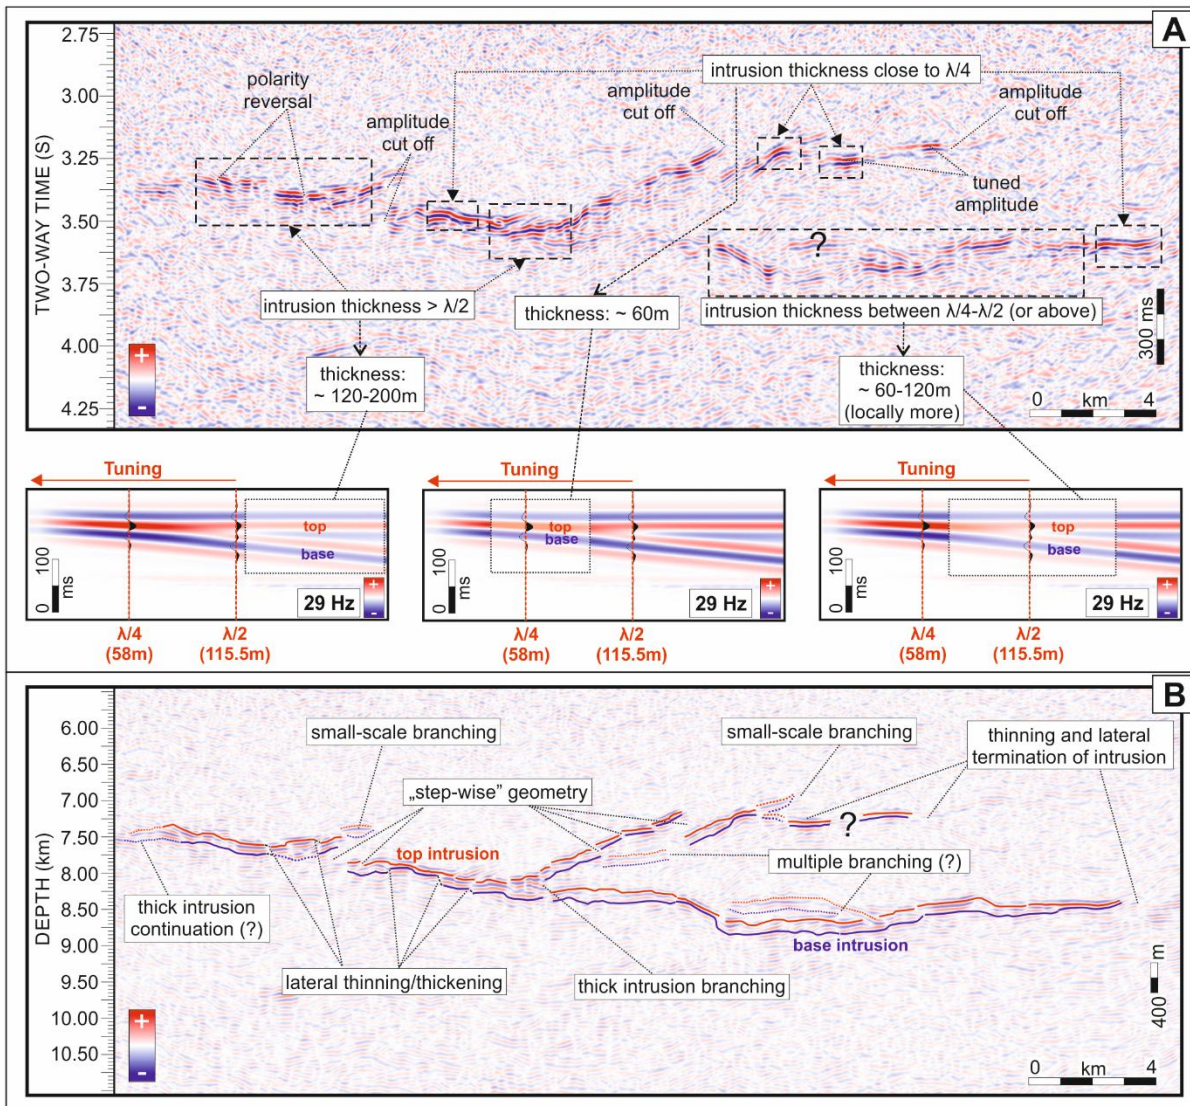 A
2.75
3.00
3.25
3.50
3.75
4.00
4.25
TWO-WAY TIME (S)
polarity
reversal
amplitude
cut off
amplitude
cut off
intrusion thickness close to λ/4
amplitude
cut off
tuned
amplitude
?
intrusion thickness > λ/2
thickness: ~ 60m
intrusion thickness between λ/4-λ/2 (or above)
thickness:
~ 120-200m
thickness:
~ 60-120m
(locally more)
300 ms
0 km 4
+
-
Tuning
top
base
100
0
ms
29 Hz
+
-
λ/4
(58m)
λ/2
(115.5m)
Tuning
top
base
100
0
ms
29 Hz
+
-
λ/4
(58m)
λ/2
(115.5m)
Tuning
top
base
100
0
ms
29 Hz
+
-
λ/4
(58m)
λ/2
(115.5m)
B
6.00
6.50
7.00
7.50
8.00
8.50
9.00
9.50
10.00
10.50
DEPTH (km)
small-scale branching
small-scale branching
thinning and lateral
termination of intrusion
„step-wise” geometry
top intrusion
?
multiple branching (?)
thick intrusion
continuation (?)
base intrusion
lateral thinning/thickening
thick intrusion branching
400 m
0 km 4
+
-